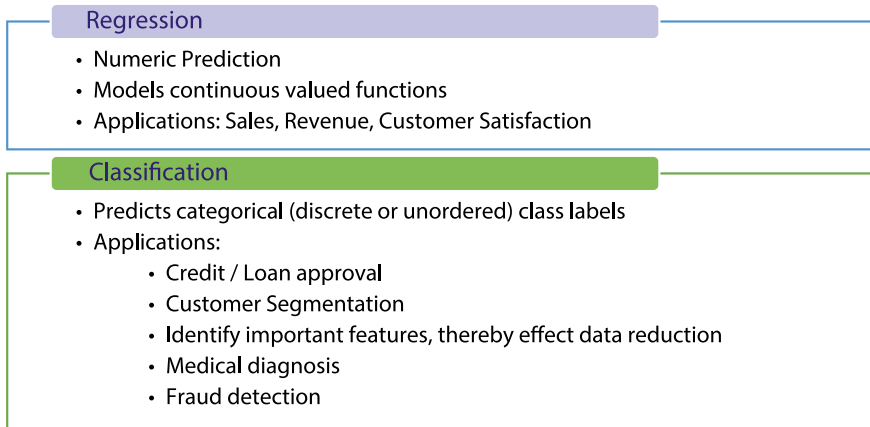 Regression
• Numeric Prediction
• Models continuous valued functions
• Applications: Sales, Revenue, Customer Satisfaction
Classification
• Predicts categorical (discrete or unordered) class labels
• Applications:
• Credit / Loan approval
• Customer Segmentation
• Identify important features, thereby effect data reduction
• Medical diagnosis
• Fraud detection